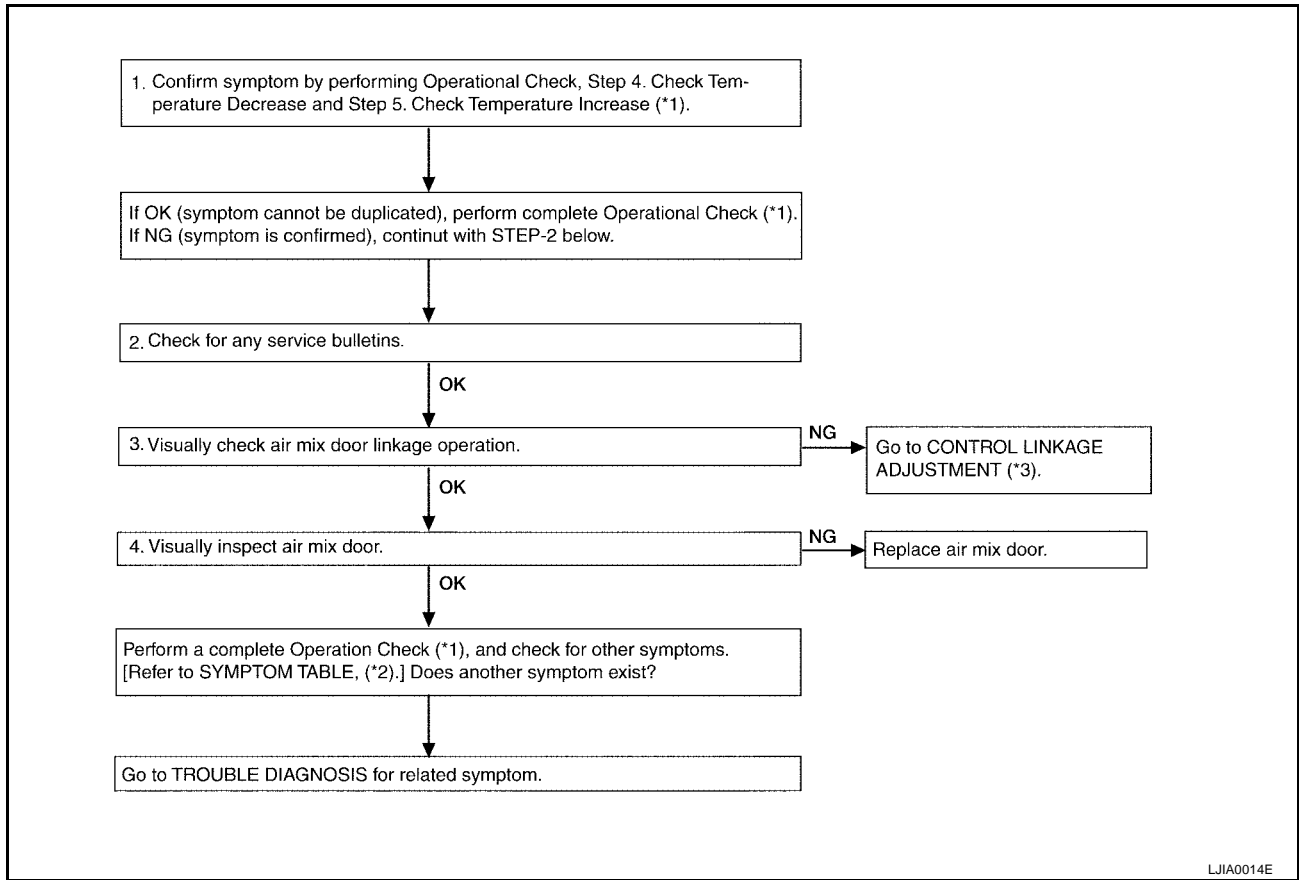 1. Confirm symptom by performing Operational Check, Step 4. Check Tem-
perature Decrease and Step 5. Check Temperature Increase (*1).
If OK (symptom cannot be duplicated), perform complete Operational Check (*1).
If NG (symptom is confirmed), continut with STEP-2 below.
2. Check for any service bulletins.
OK
3. Visually check air mix door linkage operation.
NG
Go to CONTROL LINKAGE
ADJUSTMENT (*3).
OK
4. Visually inspect air mix door.
NG
Replace air mix door.
OK
Perform a complete Operation Check (*1), and check for other symptoms.
[Refer to SYMPTOM TABLE, (*2).] Does another symptom exist?
Go to TROUBLE DIAGNOSIS for related symptom.
LJIA0014E